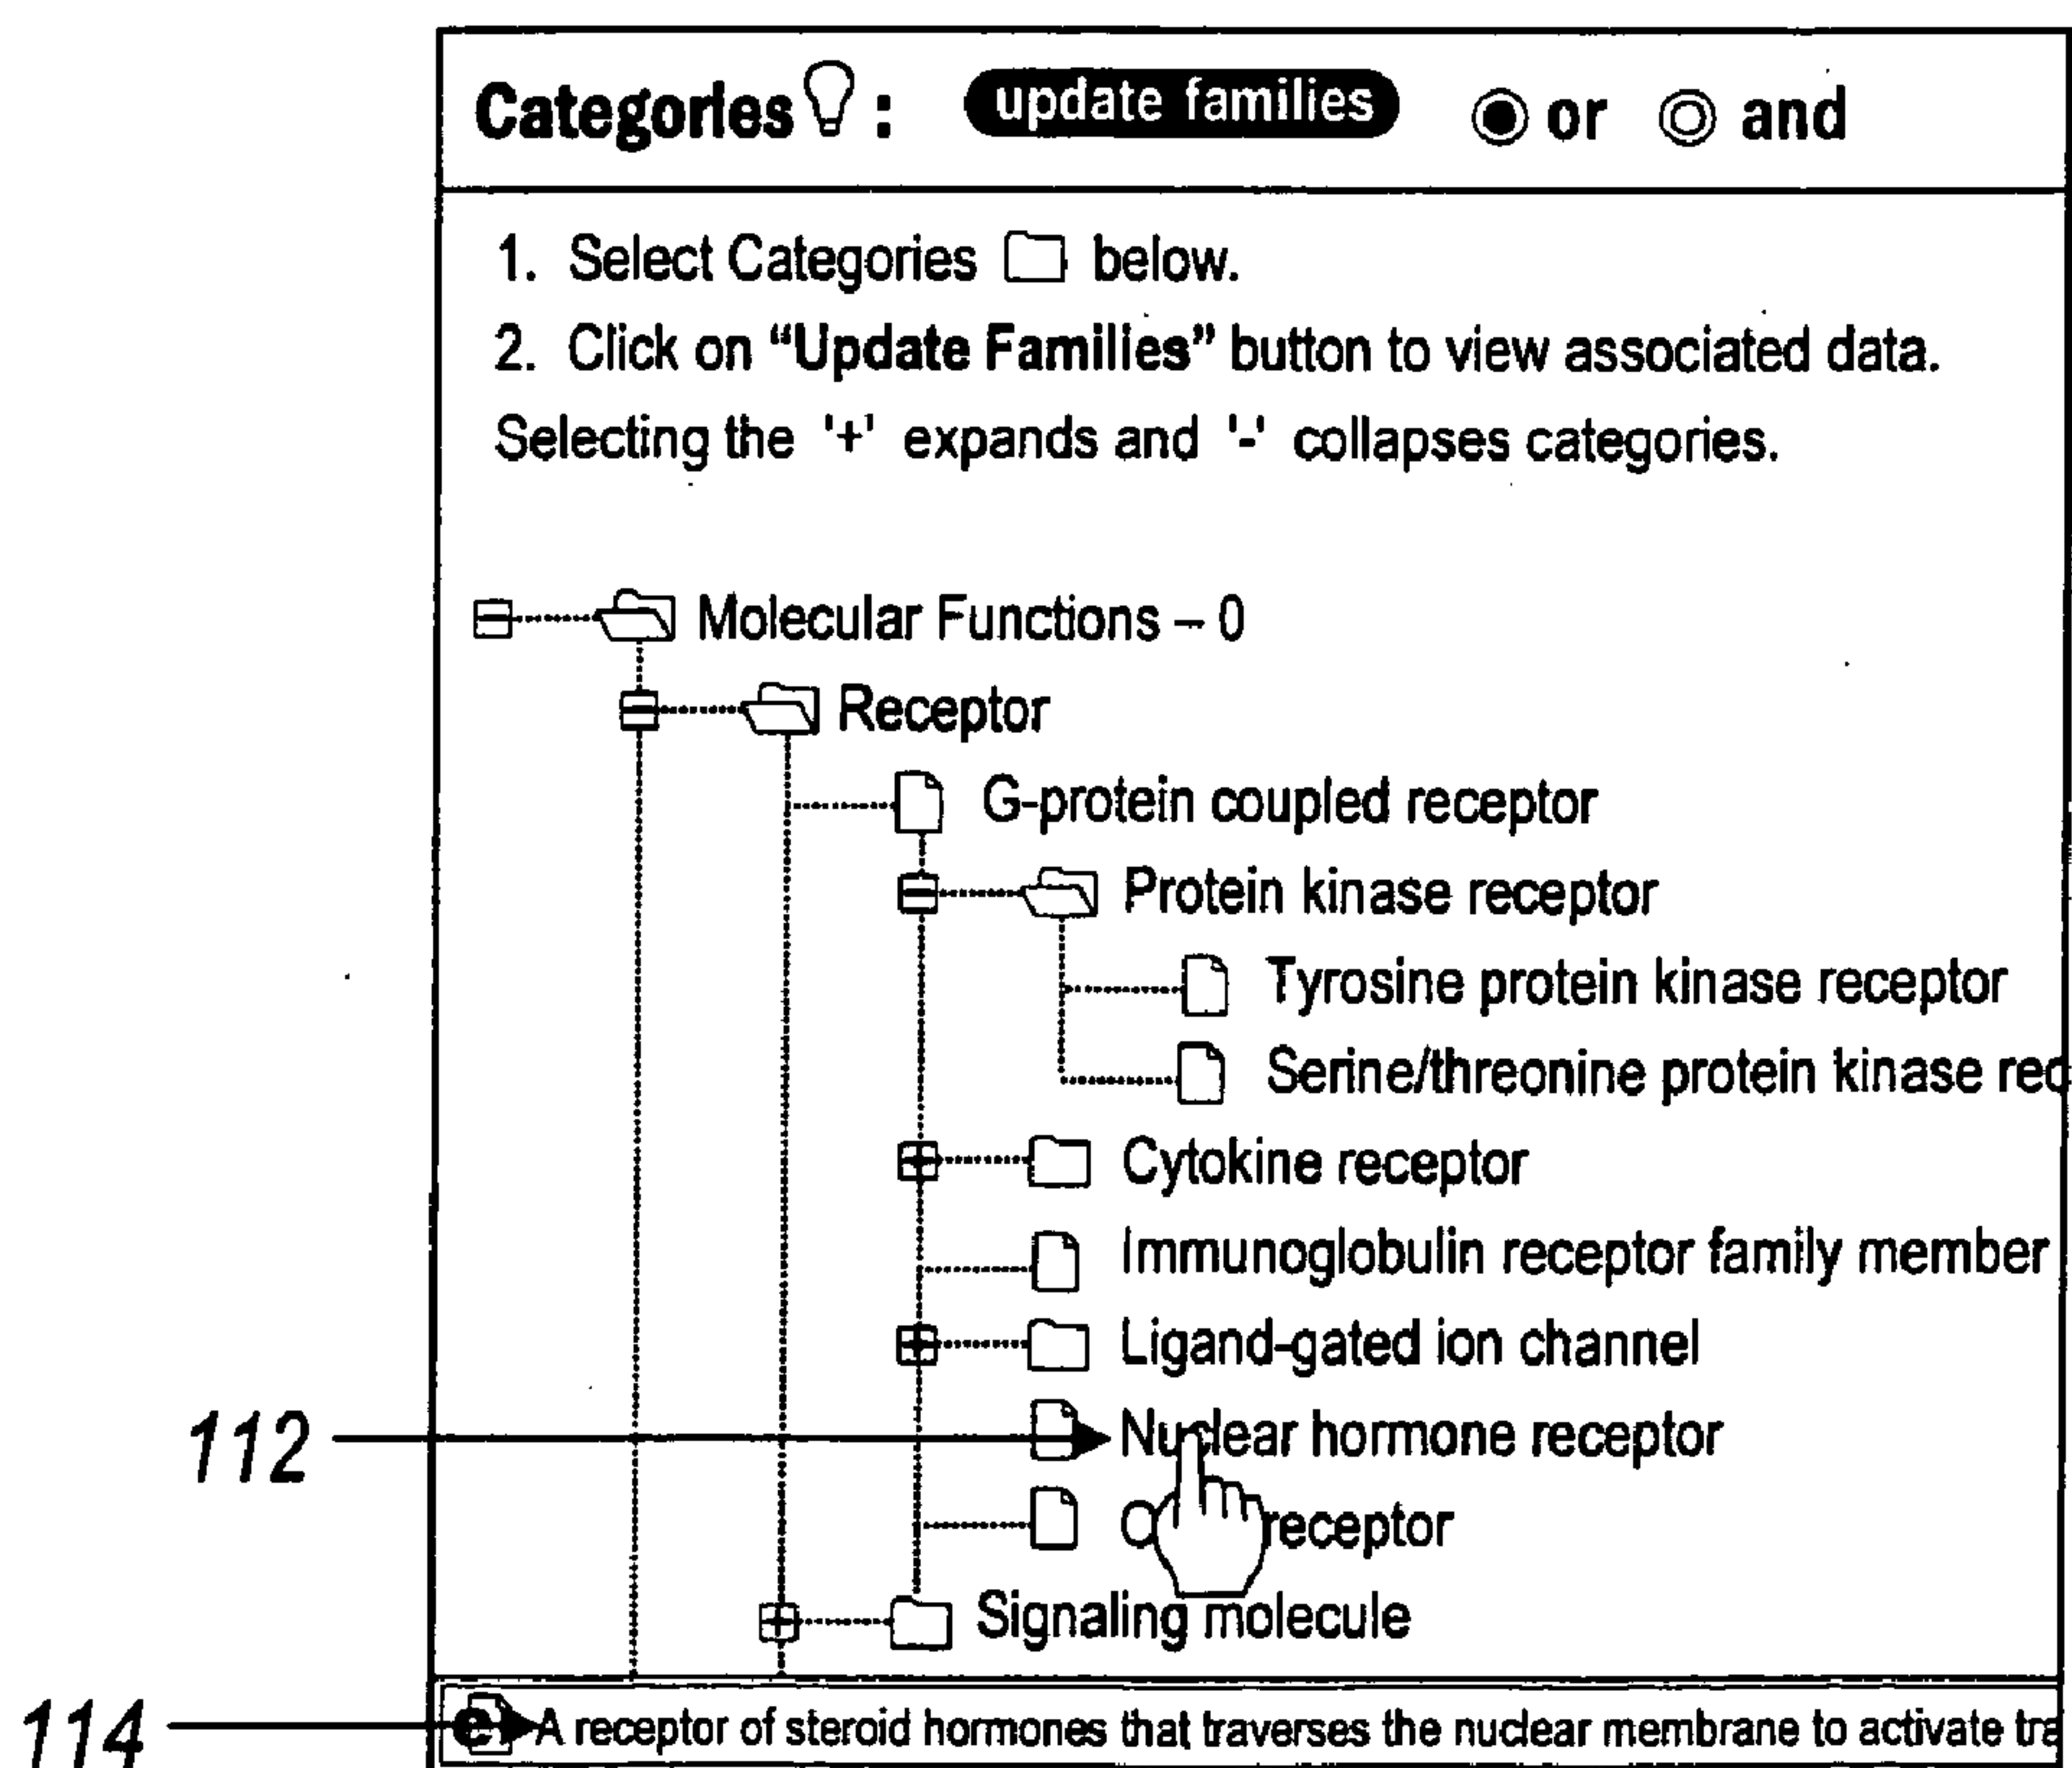 Categories : update families or and
1. Select Categories below.
2. Click on “Update Families” button to view associated data.
Selecting the '+' expands and '-' collapses categories.
Molecular Functions – 0
Receptor
G-protein coupled receptor
Protein kinase receptor
Tyrosine protein kinase receptor
Serine/threonine protein kinase rec
Cytokine receptor
Immunoglobulin receptor family member
Ligand-gated ion channel
112 Nuclear hormone receptor
receptor
Signaling molecule
114 e A receptor of steroid hormones that traverses the nuclear membrane to activate tra